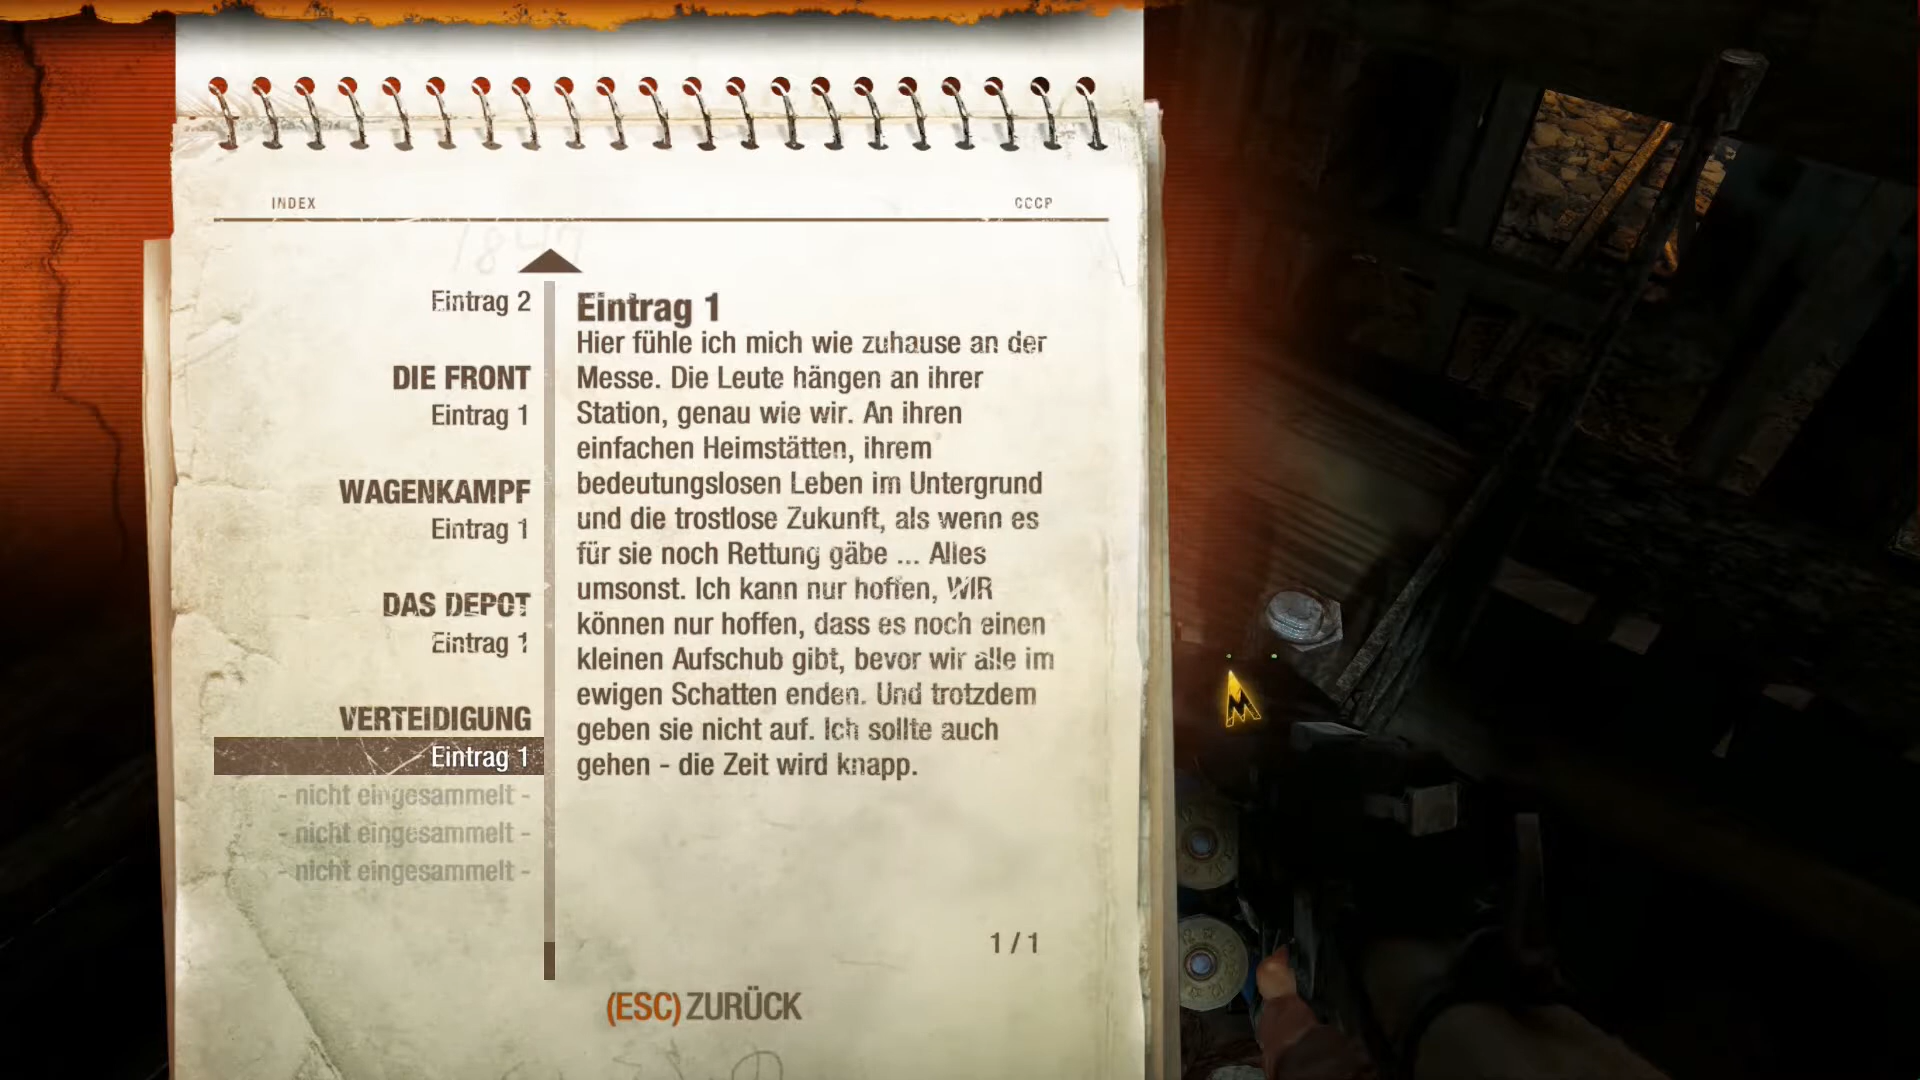 INDEX
CCCP
Eintrag 2
DIE FRONT
Eintrag 1
WAGENKAMPF
Eintrag 1
DAS DEPOT
Eintrag 1
VERTEIDIGUNG
Eintrag 1
- nicht eingesammelt -
- nicht eingesammelt -
- nicht eingesammelt -
Eintrag 1
Hier fühle ich mich wie zuhause an der
Messe. Die Leute hängen an ihrer
Station, genau wie wir. An ihren
einfachen Heimstätten, ihrem
bedeutungslosen Leben im Untergrund
und die trostlose Zukunft, als wenn es
für sie noch Rettung gäbe ... Alles
umsonst. Ich kann nur hoffen, WIR
können nur hoffen, dass es noch einen
kleinen Aufschub gibt, bevor wir alle im
ewigen Schatten enden. Und trotzdem
geben sie nicht auf. Ich sollte auch
gehen - die Zeit wird knapp.
1 / 1
(ESC) ZURÜCK